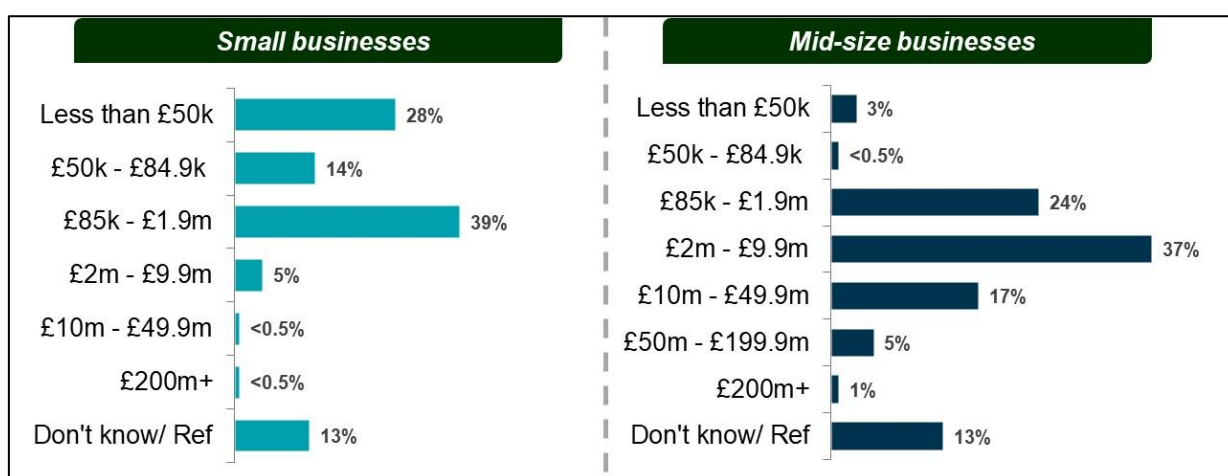 Small businesses
Less than £50k 28%
£50k - £84.9k 14%
£85k - £1.9m 39%
£2m - £9.9m 5%
£10m - £49.9m <0.5%
£200m+ <0.5%
Don't know/ Ref 13%
Mid-size businesses
Less than £50k 3%
£50k - £84.9k <0.5%
£85k - £1.9m 24%
£2m - £9.9m 37%
£10m - £49.9m 17%
£50m - £199.9m 5%
£200m+ 1%
Don't know/ Ref 13%